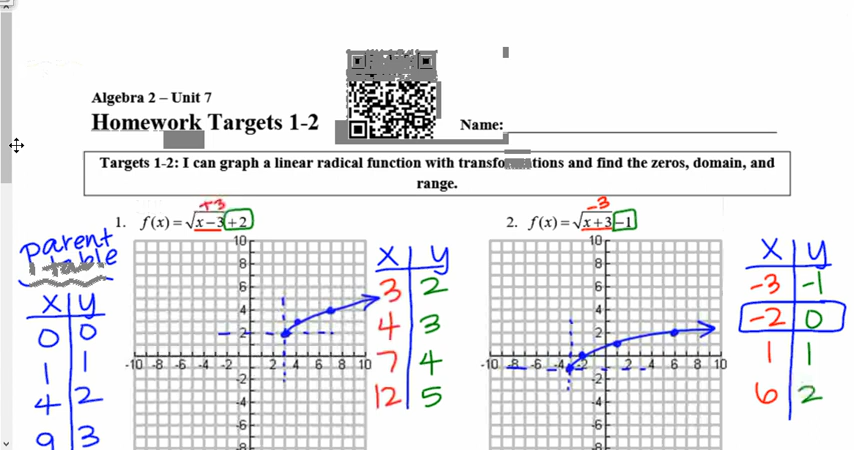 Algebra 2 – Unit 7
Homework Targets 1-2
Name:
Targets 1-2: I can graph a linear radical function with transfo tions and find the zeros, domain, and
range.
+3
1. f(x) = √x − 3 + 2
-3
2. f(x) = √x + 3 − 1
parent
table
x | y
0 | 0
1 | 1
4 | 2
9 | 3
10
8
6
4
2
-10 -8 -6 -4 -2 2 4 6 8 10
-2
-4
-6
-8
x | y
3 | 2
4 | 3
7 | 4
12 | 5
10
8
6
4
2
-10 -8 -6 -4 -2 2 4 6 8 10
-2
-4
-6
-8
x | y
-3 | -1
-2 | 0
1 | 1
6 | 2